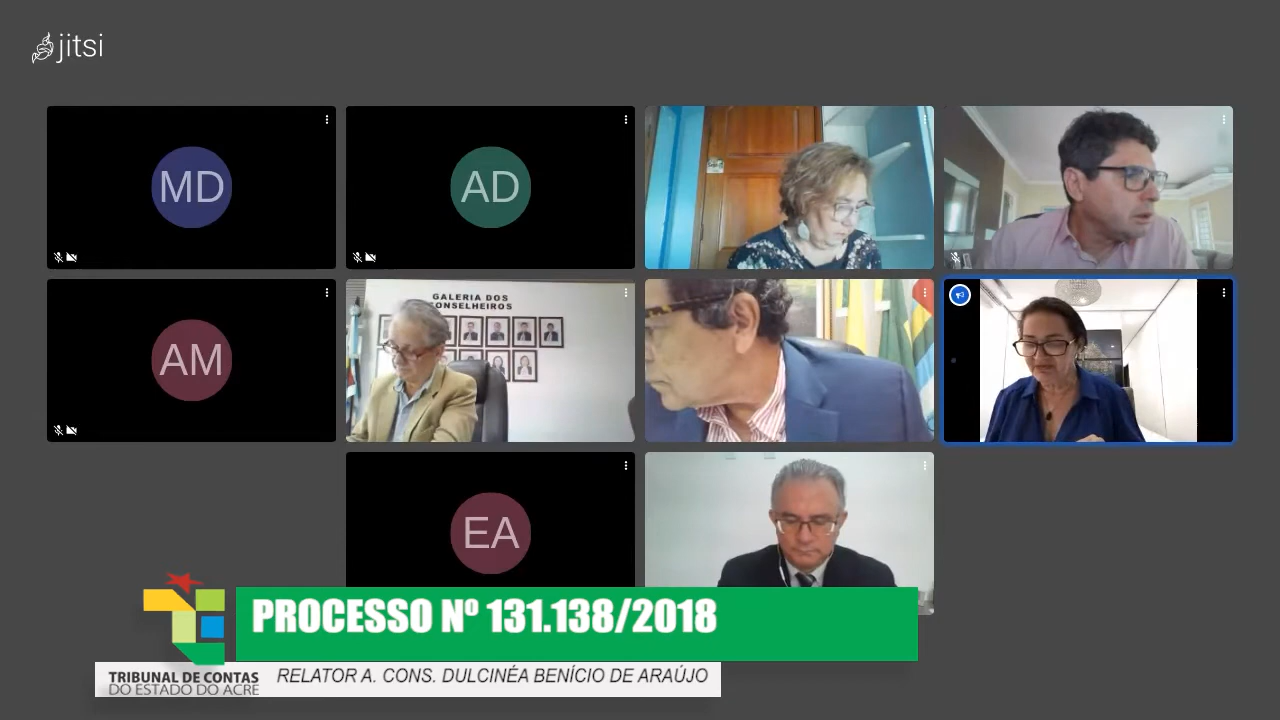 jitsi
MD
AD
AM
GALERIA DOS
CONSELHEIROS
EA
PROCESSO Nº 131.138/2018
TRIBUNAL DE CONTAS
DO ESTADO DO ACRE
RELATOR A. CONS. DULCINÉA BENÍCIO DE ARAÚJO